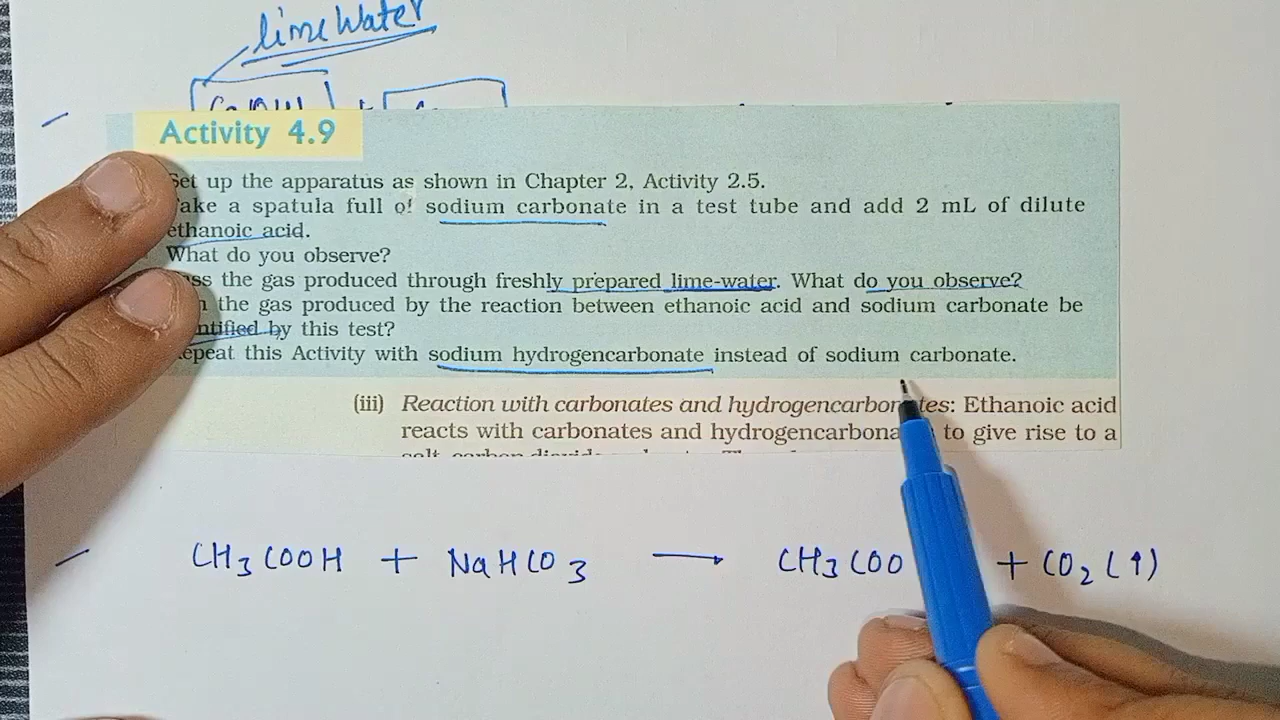 lime Water
Activity 4.9
Set up the apparatus as shown in Chapter 2, Activity 2.5.
Take a spatula full of sodium carbonate in a test tube and add 2 mL of dilute
ethanoic acid.
What do you observe?
the gas produced through freshly prepared lime-water. What do you observe?
the gas produced by the reaction between ethanoic acid and sodium carbonate be
by this test?
Repeat this Activity with sodium hydrogencarbonate instead of sodium carbonate.
(iii) Reaction with carbonates and : Ethanoic acid
reacts with carbonates and to give rise to a
CH3COOH + NaHCO3 → CH3COO + CO2(↑)